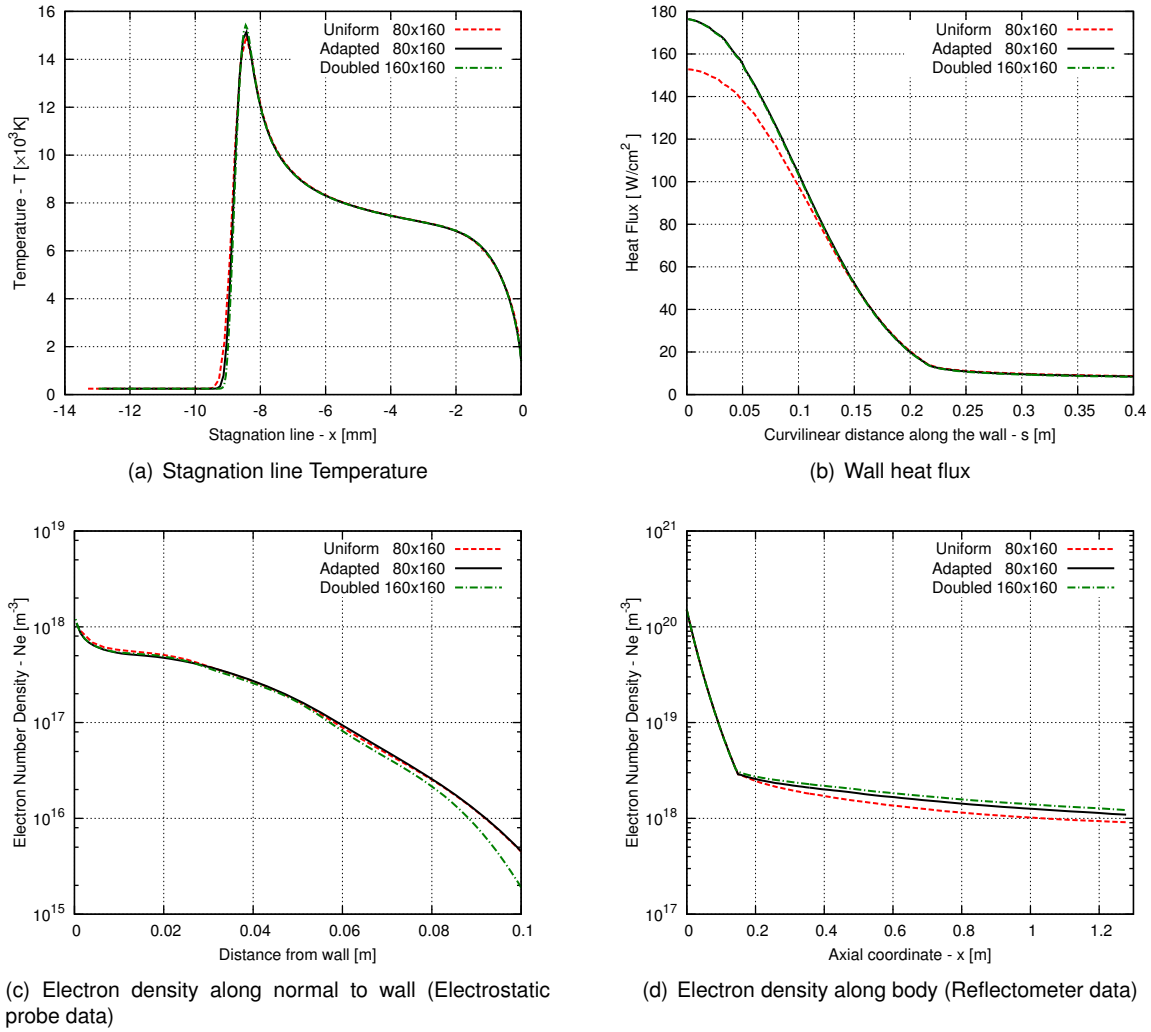 16
14
12
10
8
6
4
2
0
Temperature - T [×10³K]
Uniform 80x160
Adapted 80x160
Doubled 160x160
-14 -12 -10 -8 -6 -4 -2 0
Stagnation line - x [mm]
(a) Stagnation line Temperature
180
160
140
120
100
80
60
40
20
0
Heat Flux [ W/cm²]
Uniform 80x160
Adapted 80x160
Doubled 160x160
0 0.05 0.1 0.15 0.2 0.25 0.3 0.35 0.4
Curvilinear distance along the wall - s [m]
(b) Wall heat flux
10¹⁹
10¹⁸
10¹⁷
10¹⁶
10¹⁵
Electron Number Density - Ne [m⁻³]
Uniform 80x160
Adapted 80x160
Doubled 160x160
0 0.02 0.04 0.06 0.08 0.1
Distance from wall [m]
(c) Electron density along normal to wall (Electrostatic
probe data)
10²¹
10²⁰
10¹⁹
10¹⁸
10¹⁷
Electron Number Density - Ne [m⁻³]
Uniform 80x160
Adapted 80x160
Doubled 160x160
0 0.2 0.4 0.6 0.8 1 1.2
Axial coordinate - x [m]
(d) Electron density along body (Reflectometer data)